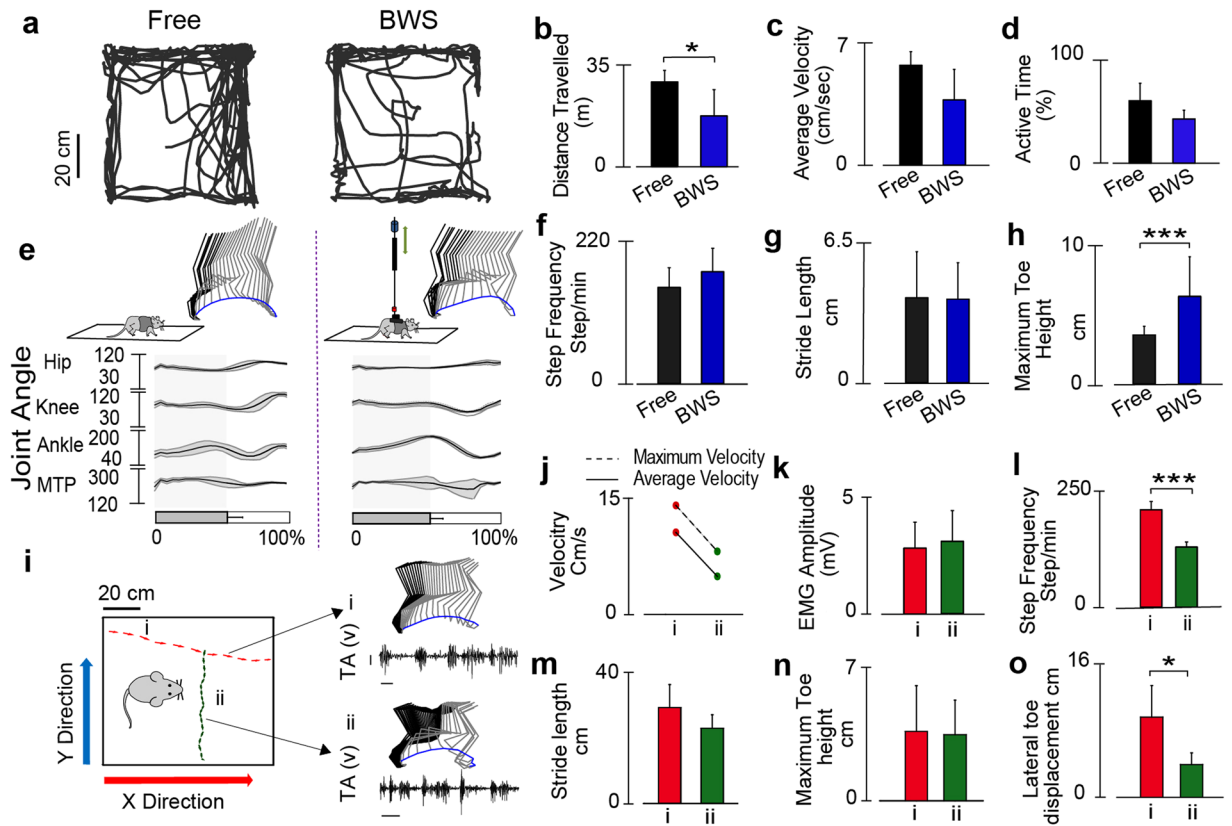 a
Free
BWS
20 cm
b
Distance Travelled
(m)
35
0
*
Free
BWS
c
Average Velocity
(cm/sec)
7
0
Free
BWS
d
Active Time
(%)
100
0
Free
BWS
e
Joint Angle
Hip
120
30
Knee
120
30
Ankle
200
40
MTP
300
120
0
100%
0
100%
f
Step Frequency
Step/min
220
0
Free
BWS
g
Stride Length
cm
6.5
0
Free
BWS
h
Maximum Toe
Height
cm
10
0
***
Free
BWS
i
20 cm
i
ii
Y Direction
X Direction
i
TA (v)
ii
TA (v)
j
Maximum Velocity
Average Velocity
Velocitry
Cm/s
15
0
i
ii
k
EMG Amplitude
(mV)
5
0
i
ii
l
Step Frequency
Step/min
250
0
***
i
ii
m
Stride length
cm
40
0
i
ii
n
Maximum Toe
height
7
0
i
ii
o
Lateral toe
displacement cm
16
0
*
i
ii